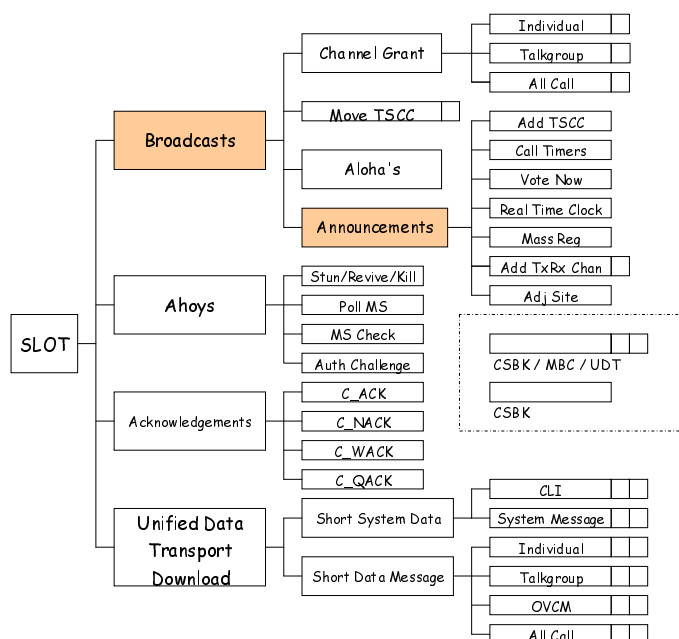 Individual
Channel Grant
Talkgroup
All Call
Move TSCC
Add TSCC
Broadcasts
Call Timers
Aloha's
Vote Now
Real Time Clock
Announcements
Mass Reg
Add TxRx Chan
Stun/Revive/Kill
Adj Site
Ahoys
Poll MS
MS Check
SLOT
Auth Challenge
CSBK / MBC / UDT
C_ACK
CSBK
Acknowledgements
C_NACK
C_WACK
C_QACK
CLI
Short System Data
System Message
Unified Data
Transport
Download
Individual
Short Data Message
Talkgroup
OVCM
All Call